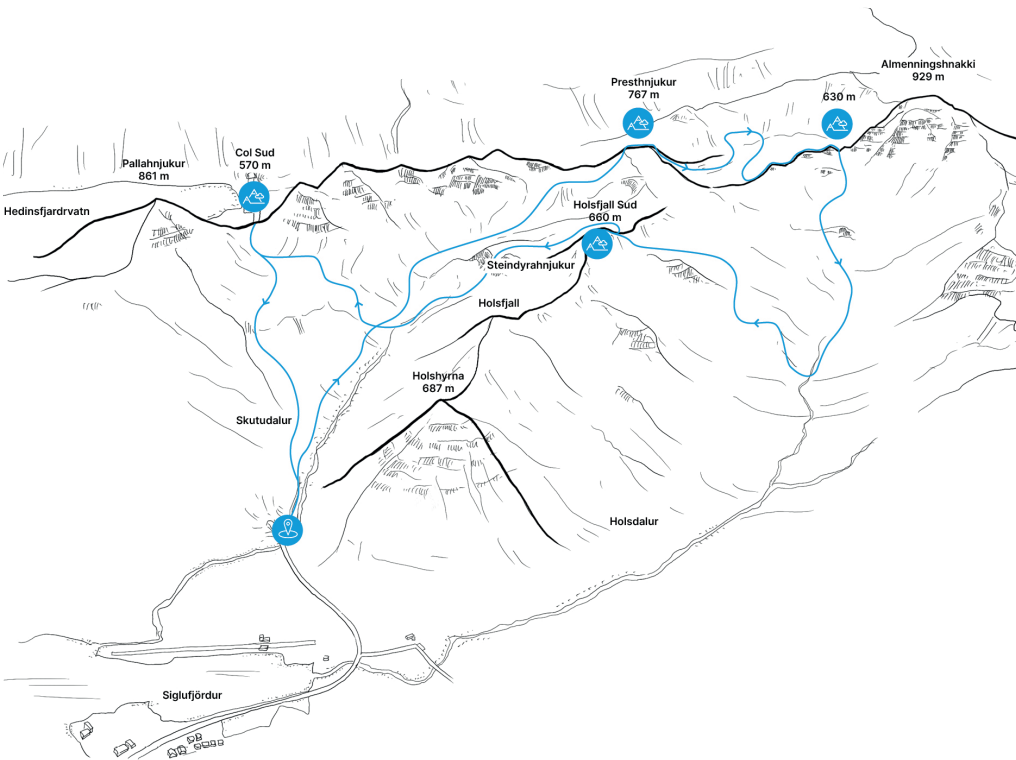 Almenningshnakki
929 m
Presthnjukur
767 m
630 m
Col Sud
570 m
Pallahnjukur
861 m
Hedinsfjardrvatn
Holsfjall Sud
660 m
Steindyrahnjukur
Holsfjall
Holshyrna
687 m
Skutudalur
Holsdalur
Siglufjördur